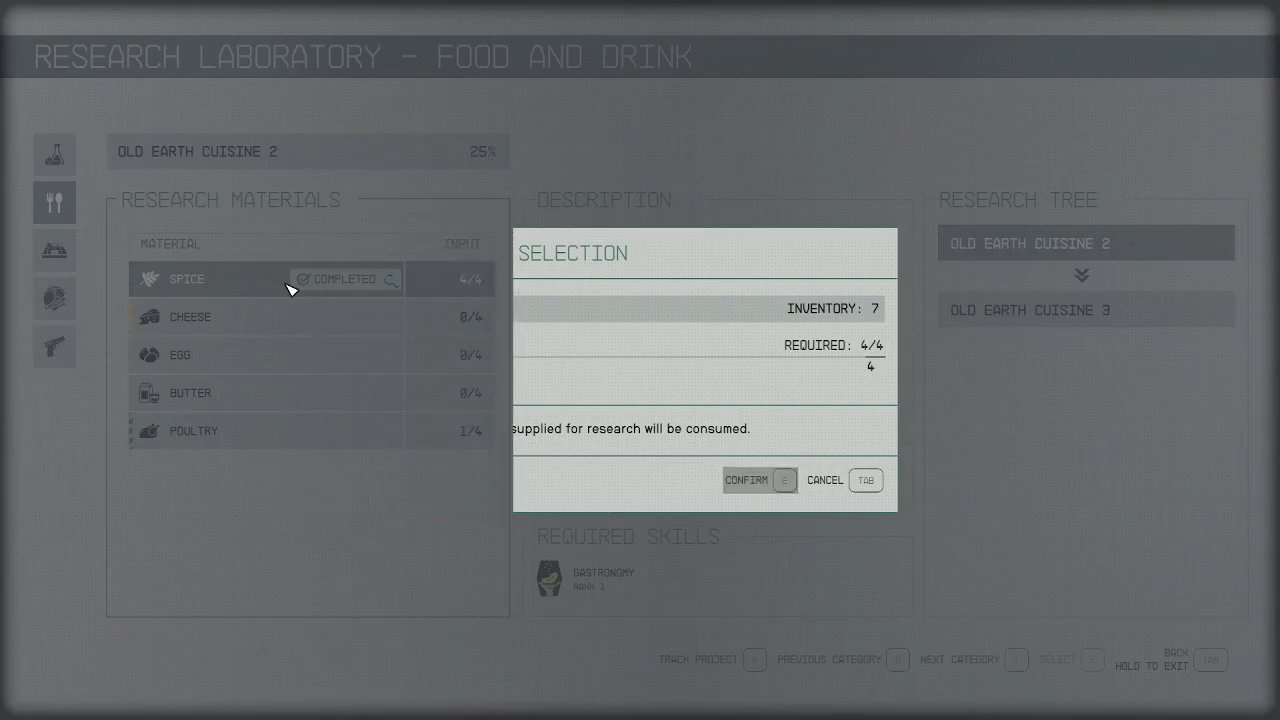 RESEARCH LABORATORY - FOOD AND DRINK
OLD EARTH CUISINE 2 25%
RESEARCH MATERIALS
MATERIAL INPUT
SPICE COMPLETED 4/4
CHEESE 0/4
EGG 0/4
BUTTER 0/4
POULTRY 1/4
DESCRIPTION
SELECTION
INVENTORY: 7
REQUIRED: 4/4
4
supplied for research will be consumed.
CONFIRM E CANCEL TAB
REQUIRED SKILLS
GASTRONOMY
RANK 1
RESEARCH TREE
OLD EARTH CUISINE 2
OLD EARTH CUISINE 3
TRACK PROJECT PREVIOUS CATEGORY NEXT CATEGORY SELECT E BACK TAB
HOLD TO EXIT